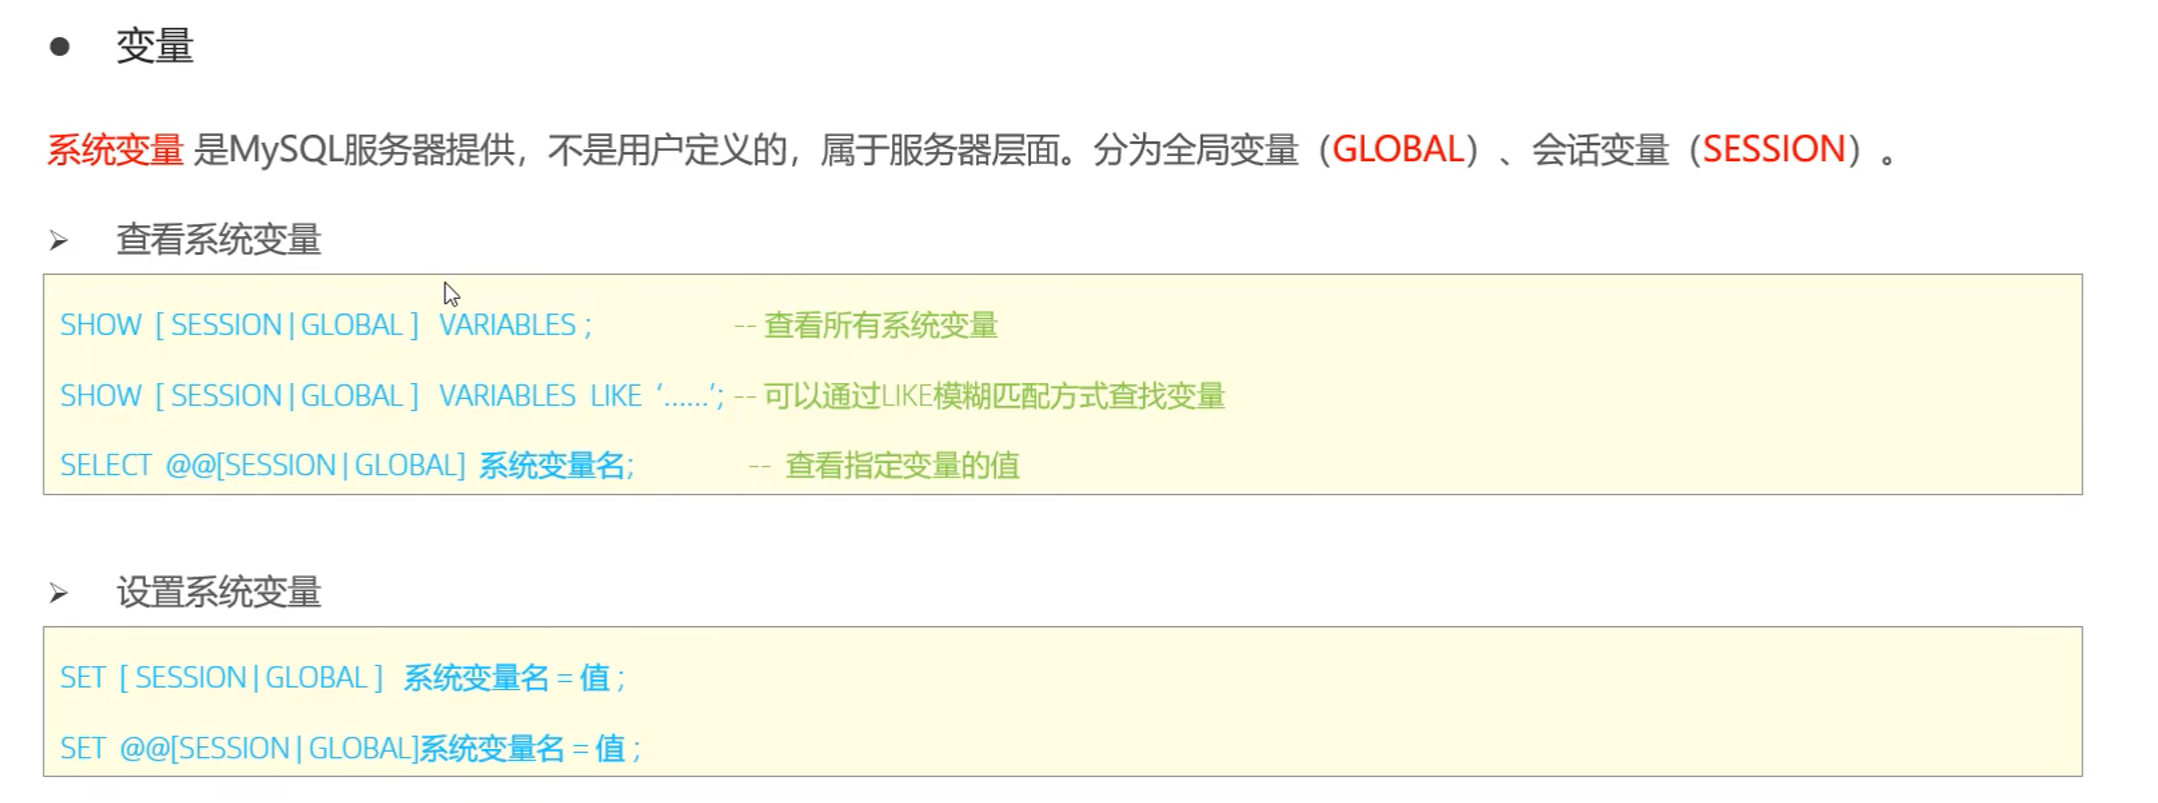 变量
系统变量 是MySQL服务器提供，不是用户定义的，属于服务器层面。分为全局变量（GLOBAL）、会话变量（SESSION）。
查看系统变量
SHOW [ SESSION | GLOBAL ] VARIABLES ; -- 查看所有系统变量
SHOW [ SESSION | GLOBAL ] VARIABLES LIKE ‘......’; -- 可以通过LIKE模糊匹配方式查找变量
SELECT @@[SESSION | GLOBAL] 系统变量名; -- 查看指定变量的值
设置系统变量
SET [ SESSION | GLOBAL ] 系统变量名 = 值 ;
SET @@[SESSION | GLOBAL]系统变量名 = 值 ;